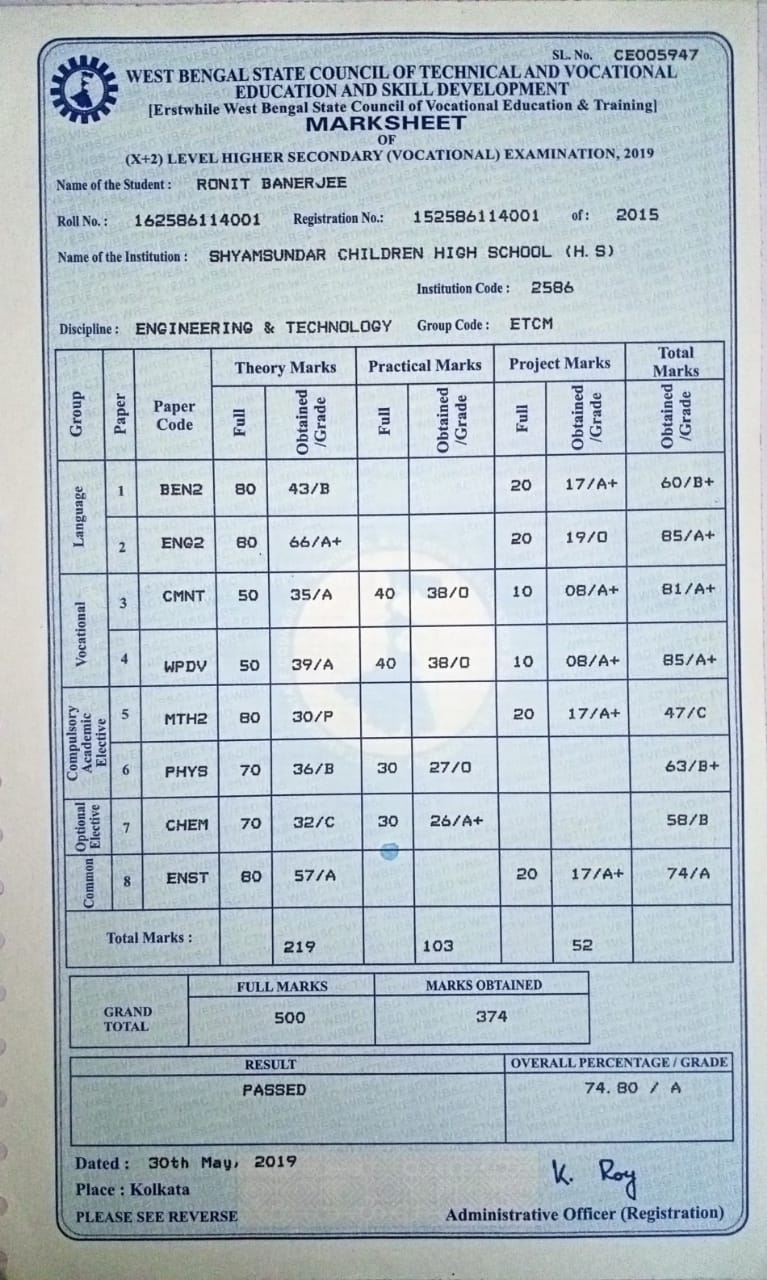 SL. No. CE005947
WEST BENGAL STATE COUNCIL OF TECHNICAL AND VOCATIONAL
EDUCATION AND SKILL DEVELOPMENT
[Erstwhile West Bengal State Council of Vocational Education & Training]
MARKSHEET
OF
(X+2) LEVEL HIGHER SECONDARY (VOCATIONAL) EXAMINATION, 2019
Name of the Student : RONIT BANERJEE
Roll No. : 162586114001 Registration No.: 152586114001 of : 2015
Name of the Institution : SHYAMSUNDAR CHILDREN HIGH SCHOOL (H. S)
Institution Code : 2586
Discipline : ENGINEERING & TECHNOLOGY Group Code : ETCM
Group Paper Paper Code Theory Marks Practical Marks Project Marks Total Marks
Full Obtained /Grade Full Obtained /Grade Full Obtained /Grade Obtained /Grade
Language 1 BEN2 80 43/B 20 17/A+ 60/B+
2 ENG2 80 66/A+ 20 19/O 85/A+
Vocational 3 CMNT 50 35/A 40 38/O 10 08/A+ 81/A+
4 WPDV 50 39/A 40 38/O 10 08/A+ 85/A+
Compulsory Academic Elective 5 MTH2 80 30/P 20 17/A+ 47/C
6 PHYS 70 36/B 30 27/O 63/B+
Optional Elective 7 CHEM 70 32/C 30 26/A+ 58/B
Common 8 ENST 80 57/A 20 17/A+ 74/A
Total Marks : 219 103 52
GRAND TOTAL FULL MARKS MARKS OBTAINED
500 374
RESULT OVERALL PERCENTAGE / GRADE
PASSED 74.80 / A
Dated : 30th May, 2019
Place : Kolkata K. Roy
PLEASE SEE REVERSE Administrative Officer (Registration)